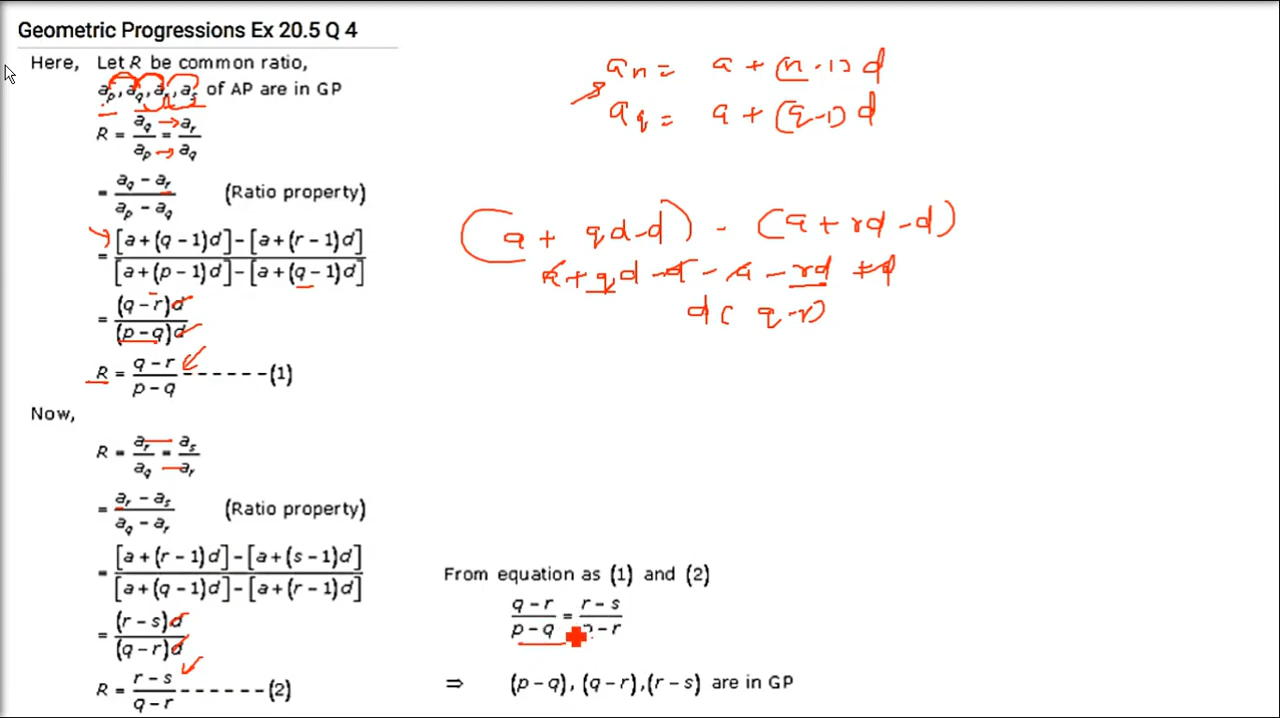 Geometric Progressions Ex 20.5 Q 4
Here, Let R be common ratio,
a_p, a_q, a_r, a_s of AP are in GP
R = a_q/a_p = a_r/a_q
= (a_q − a_r)/(a_p − a_q) (Ratio property)
= [a+(q−1)d]−[a+(r−1)d] / [a+(p−1)d]−[a+(q−1)d]
= (q−r)d/(p−q)d
R = (q−r)/(p−q) ------(1)
Now,
R = a_r/a_q = a_s/a_r
= (a_r − a_s)/(a_q − a_r) (Ratio property)
= [a+(r−1)d]−[a+(s−1)d] / [a+(q−1)d]−[a+(r−1)d]
= (r−s)d/(q−r)d
R = (r−s)/(q−r) ------(2)
a_n = a + (n-1)d
a_q = a + (q-1)d
(a + qd-d) - (a + rd-d)
a+qd-d-a-rd+d
d(q-r)
From equation as (1) and (2)
(q−r)/(p−q) = (r−s)/ −r
⇒ (p−q),(q−r),(r−s) are in GP